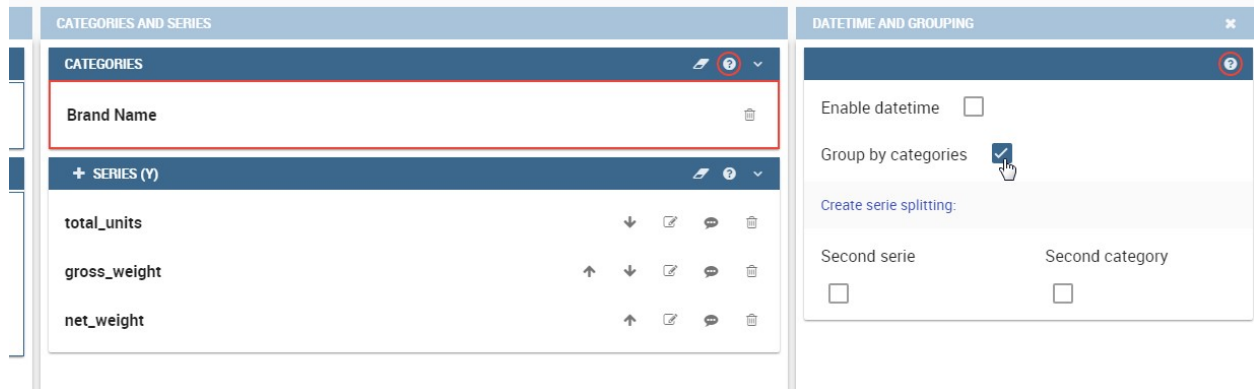 CATEGORIES AND SERIES
CATEGORIES
Brand Name
+ SERIES (Y)
total_units
gross_weight
net_weight
DATETIME AND GROUPING
Enable datetime
Group by categories
Create serie splitting:
Second serie Second category